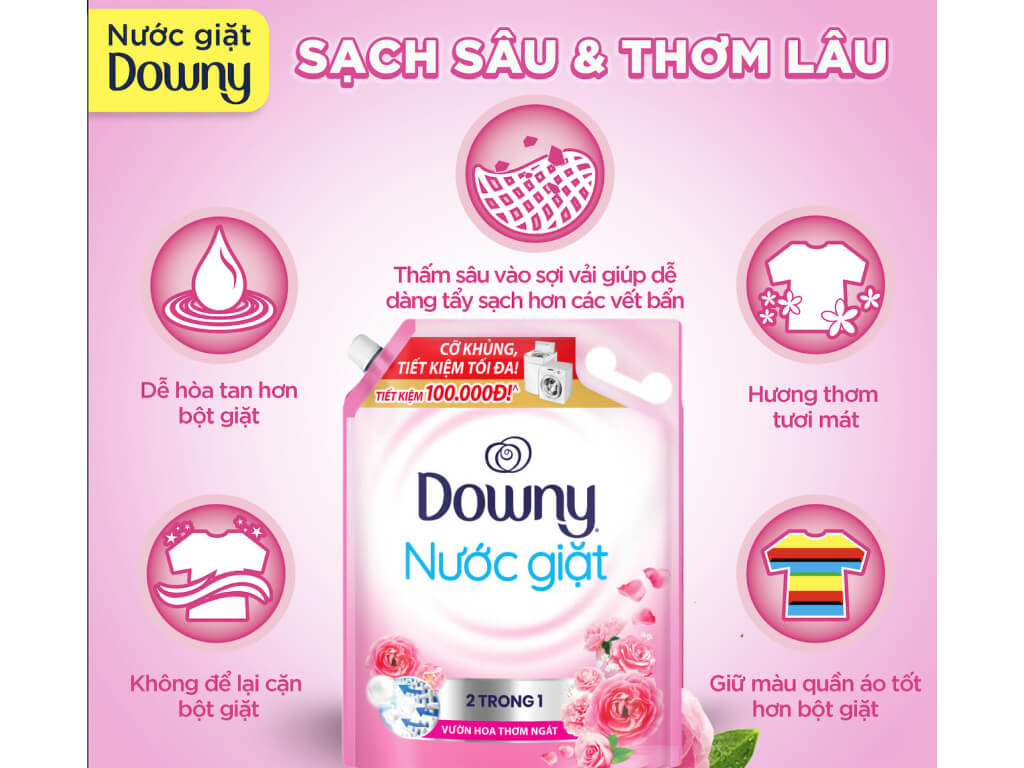 Nước giặt
Downy
SẠCH SÂU & THƠM LÂU
Thấm sâu vào sợi vải giúp dễ
dàng tẩy sạch hơn các vết bẩn
Dễ hòa tan hơn
bột giặt
Hương thơm
tươi mát
CỠ KHỦNG,
TIẾT KIỆM TỐI ĐA!
TIẾT KIỆM 100.000Đ!^
Downy
Nước giặt
Không để lại cặn
bột giặt
Giữ màu quần áo tốt
hơn bột giặt
2 TRONG 1
VƯỜN HOA THƠM NGÁT